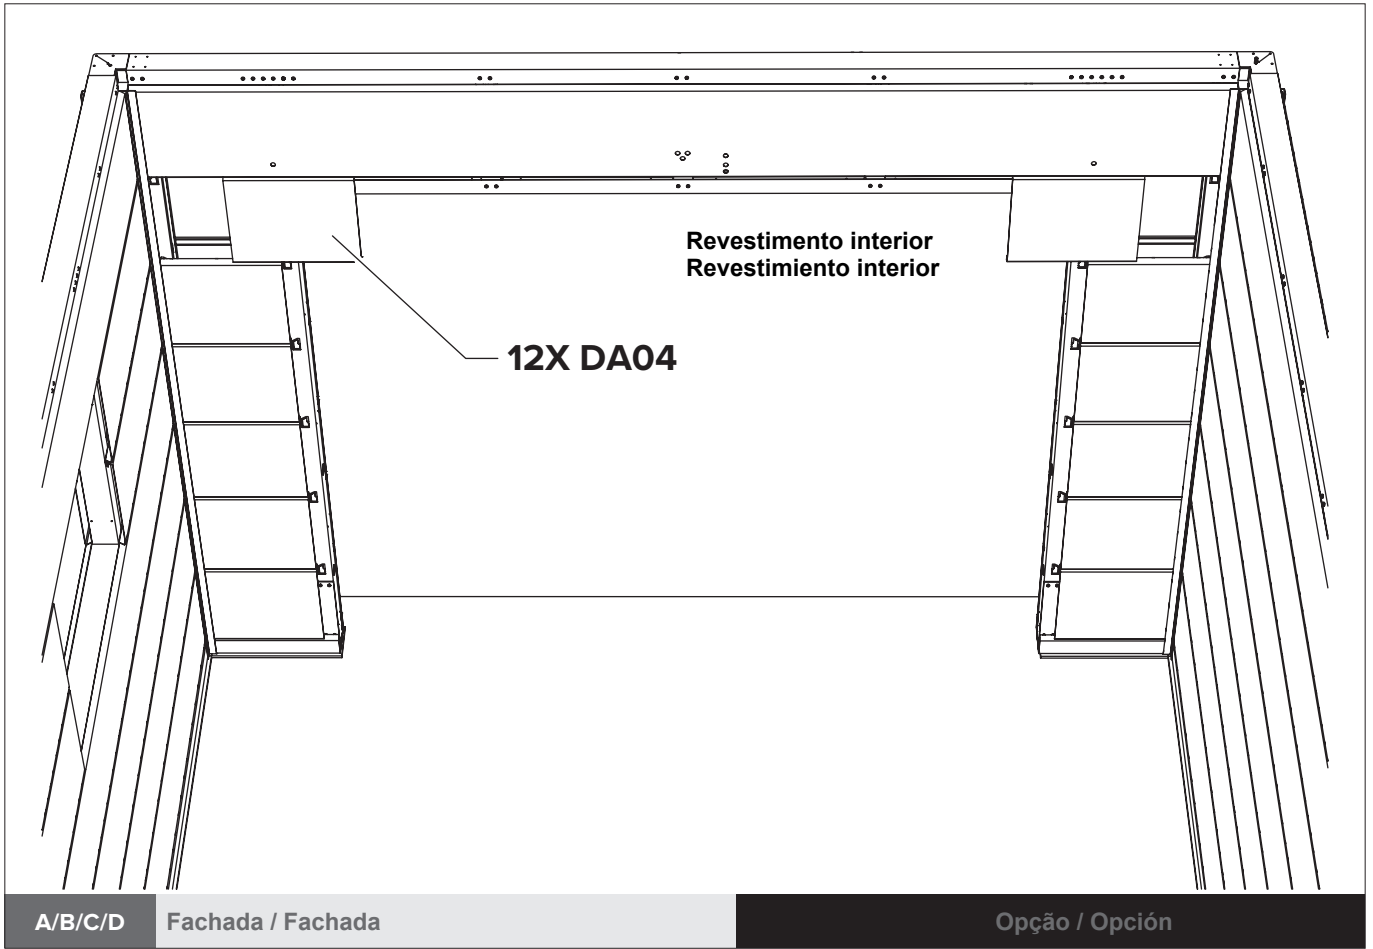 Revestimento interior
Revestimiento interior
12X DA04
A/B/C/D Fachada / Fachada Opção / Opción